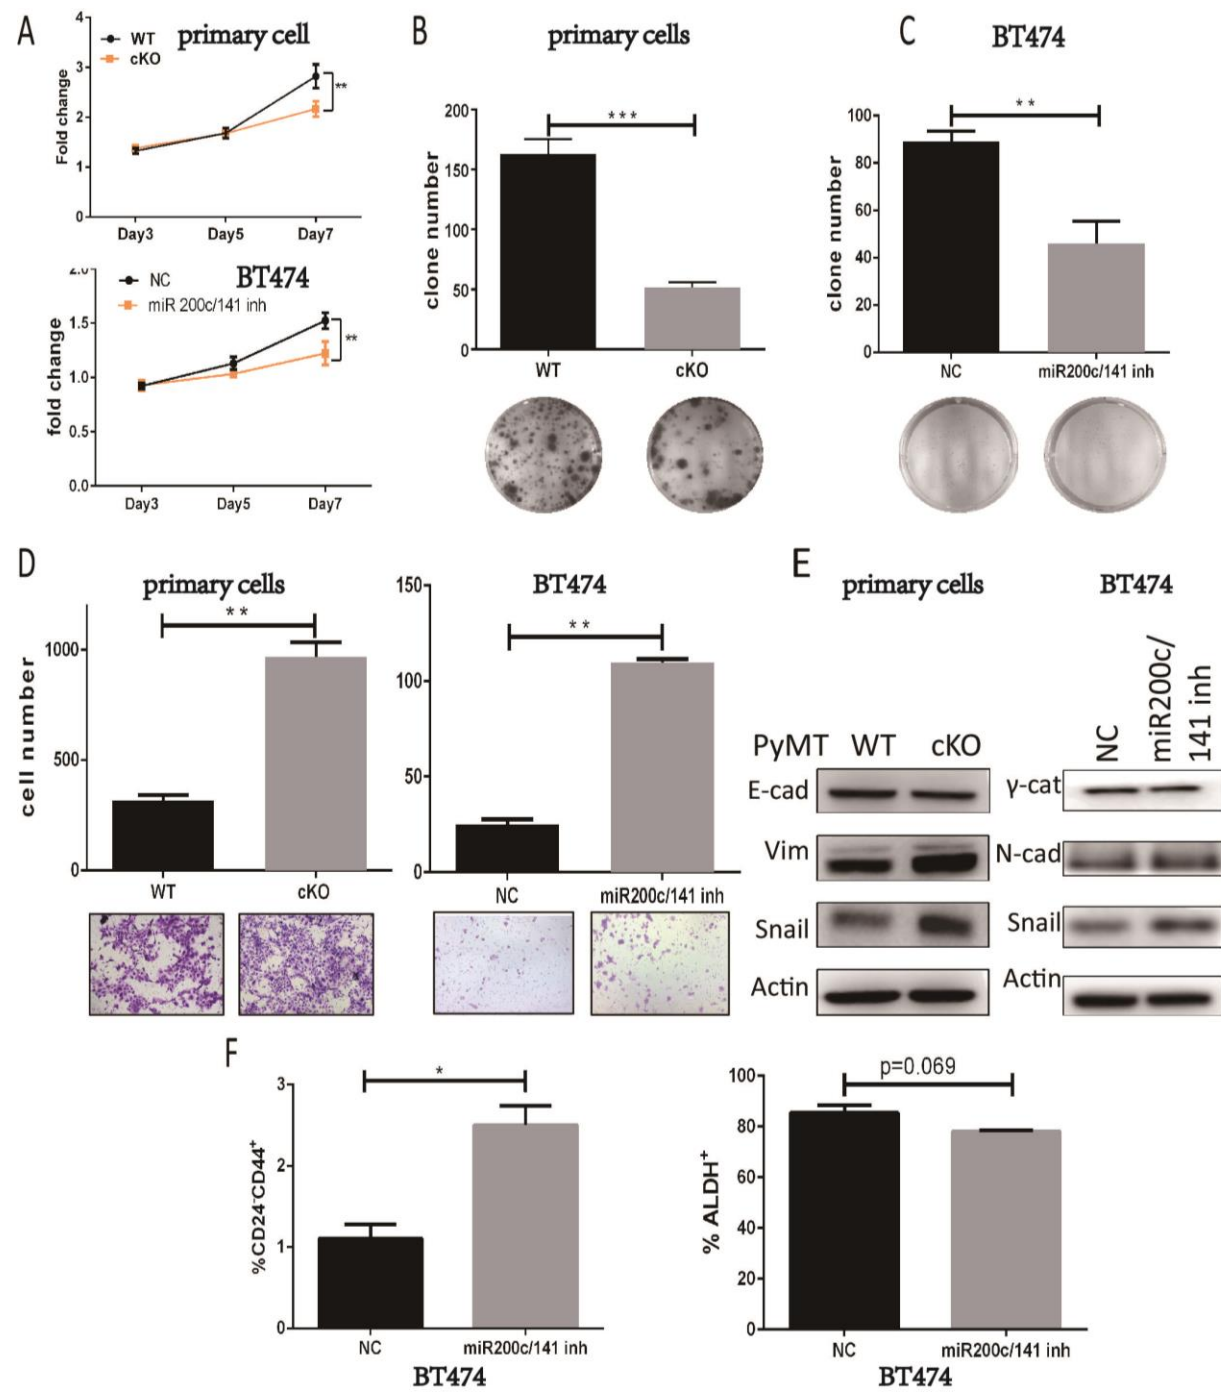 A
primary cell
WT
cKO
Fold change
4
3
2
1
0
**
Day3 Day5 Day7
BT474
NC
miR 200c/141 inh
fold change
2.0
1.5
1.0
0.5
0.0
**
Day3 Day5 Day7
B
primary cells
clone number
200
150
100
50
0
***
WT cKO
C
BT474
clone number
100
80
60
40
20
0
**
NC miR200c/141 inh
D
primary cells
cell number
1000
500
0
**
WT cKO
BT474
150
100
50
0
**
NC miR200c/141 inh
E
primary cells
PyMT WT cKO
E-cad
Vim
Snail
Actin
BT474
NC
miR200c/
141 inh
γ-cat
N-cad
Snail
Actin
F
%CD24⁻CD44⁺
3
2
1
0
*
NC miR200c/141 inh
BT474
% ALDH⁺
100
80
60
40
20
0
p=0.069
NC miR200c/141 inh
BT474